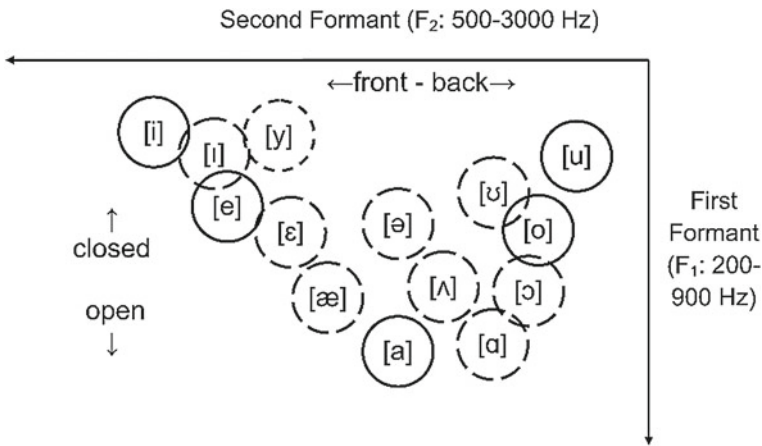 Second Formant (F₂: 500-3000 Hz)
←front - back→
[i]
[ɪ]
[y]
[u]
[e]
[ʊ]
[ɛ]
[ə]
[o]
[æ]
[ʌ]
[ɔ]
[a]
[ɑ]
↑
closed
open
↓
First
Formant
(F₁: 200-
900 Hz)